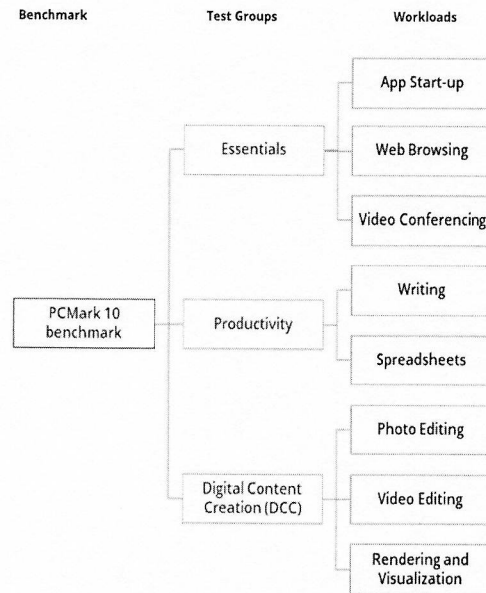 Benchmark
Test Groups
Workloads
PCMark 10
benchmark
Essentials
App Start-up
Web Browsing
Video Conferencing
Productivity
Writing
Spreadsheets
Digital Content
Creation (DCC)
Photo Editing
Video Editing
Rendering and
Visualization